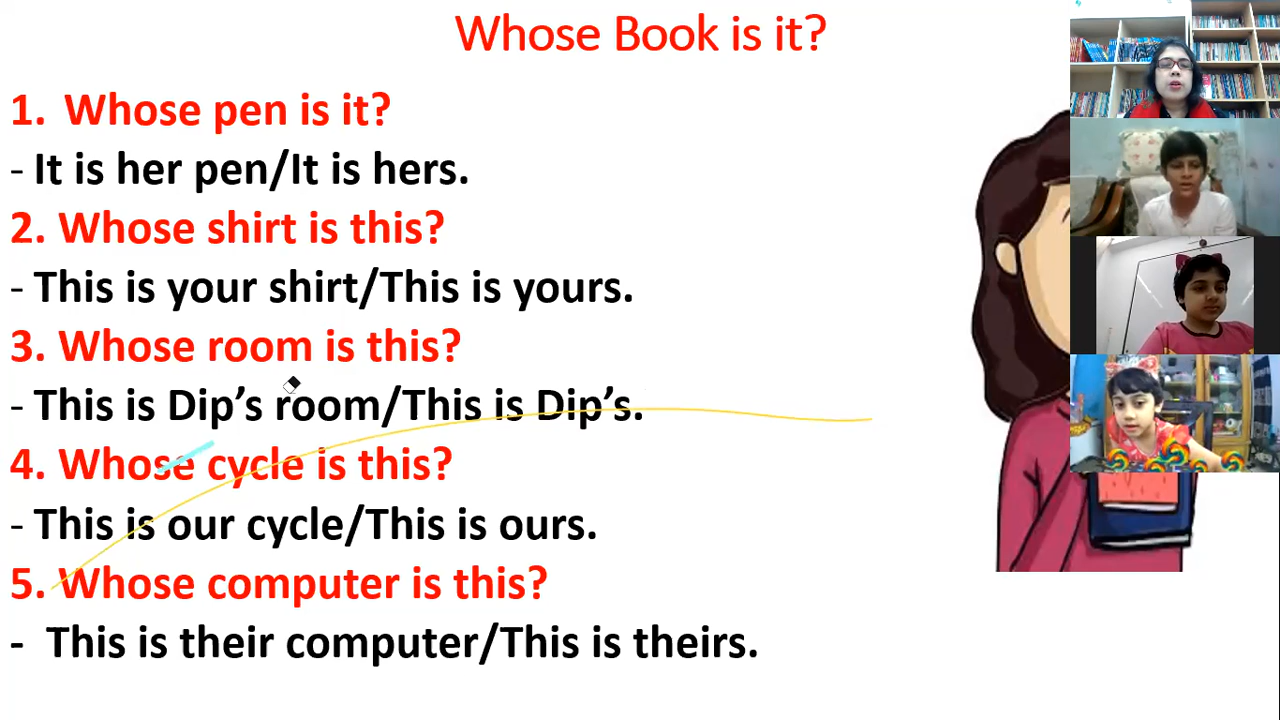 Whose Book is it?
1. Whose pen is it?
- It is her pen/It is hers.
2. Whose shirt is this?
- This is your shirt/This is yours.
3. Whose room is this?
- This is Dip’s room/This is Dip’s.
4. Whose cycle is this?
- This is our cycle/This is ours.
5. Whose computer is this?
- This is their computer/This is theirs.